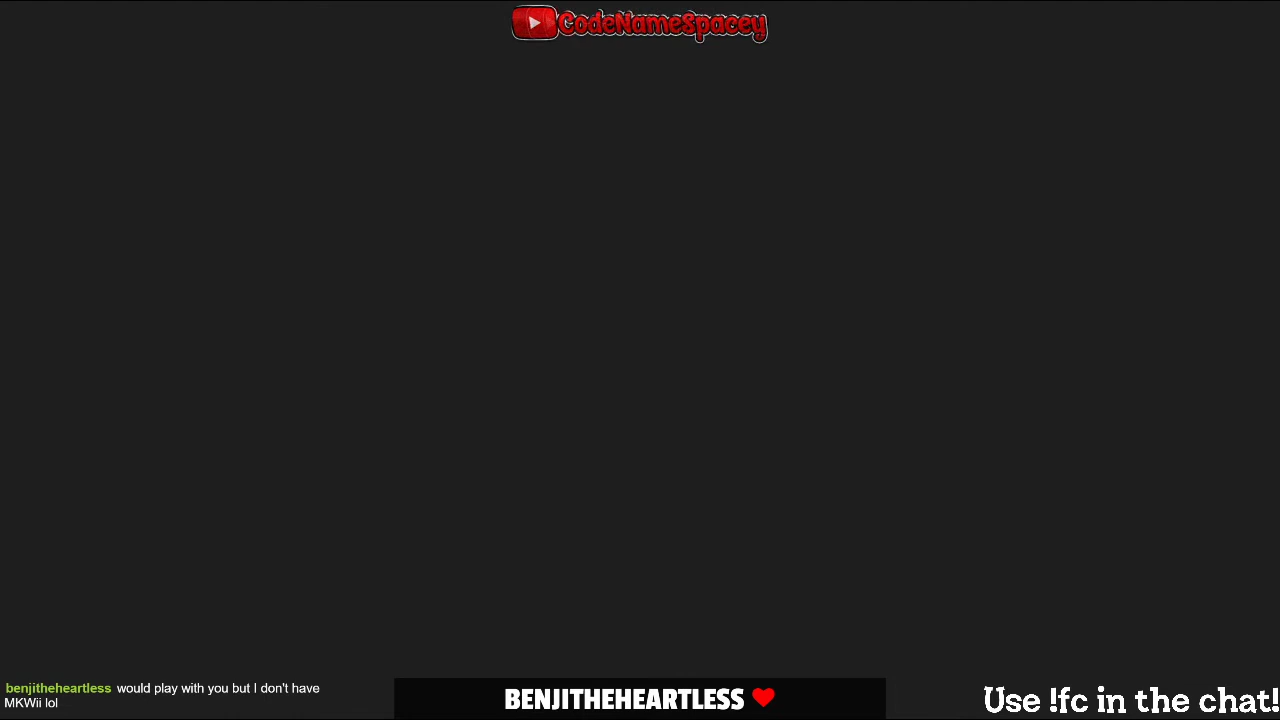 CodeNameSpacey
benjitheheartless would play with you but I don't have
MKWii lol
BENJITHEHEARTLESS
Use !fc in the chat!